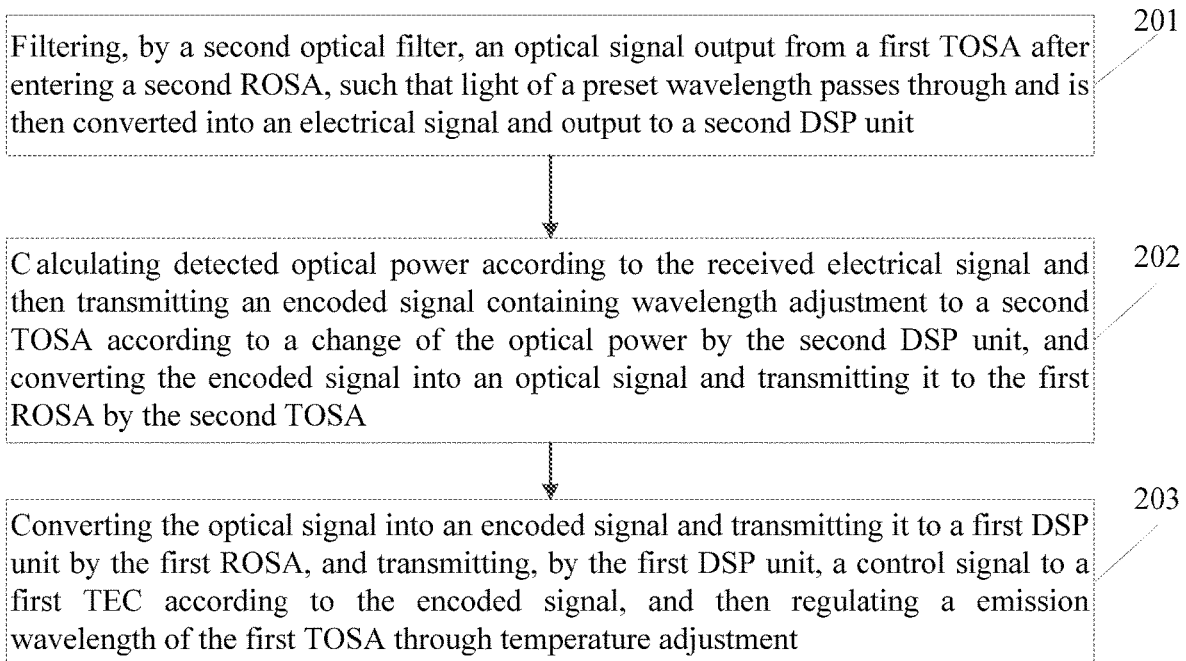 201
Filtering, by a second optical filter, an optical signal output from a first TOSA after
entering a second ROSA, such that light of a preset wavelength passes through and is
then converted into an electrical signal and output to a second DSP unit
202
Calculating detected optical power according to the received electrical signal and
then transmitting an encoded signal containing wavelength adjustment to a second
TOSA according to a change of the optical power by the second DSP unit, and
converting the encoded signal into an optical signal and transmitting it to the first
ROSA by the second TOSA
203
Converting the optical signal into an encoded signal and transmitting it to a first DSP
unit by the first ROSA, and transmitting, by the first DSP unit, a control signal to a
first TEC according to the encoded signal, and then regulating a emission
wavelength of the first TOSA through temperature adjustment